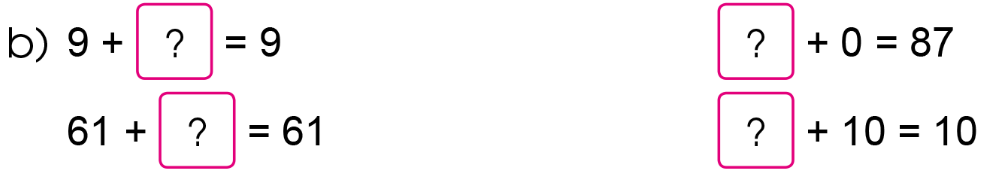 b) 9 + ? = 9 ? + 0 = 87
61 + ? = 61 ? + 10 = 10